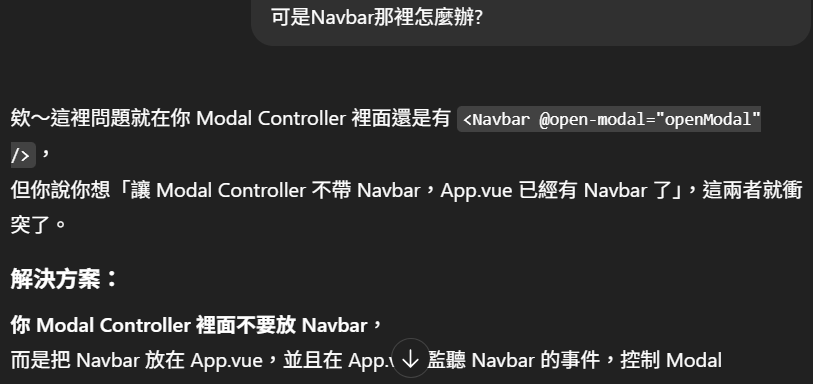 可是Navbar那裡怎麼辦?
欸～這裡問題就在你 Modal Controller 裡面還是有 <Navbar @open-modal="openModal"
/> ，
但你說你想「讓 Modal Controller 不帶 Navbar，App.vue 已經有 Navbar 了」，這兩者就衝
突了。
解決方案：
你 Modal Controller 裡面不要放 Navbar，
而是把 Navbar 放在 App.vue，並且在 App.v 監聽 Navbar 的事件，控制 Modal